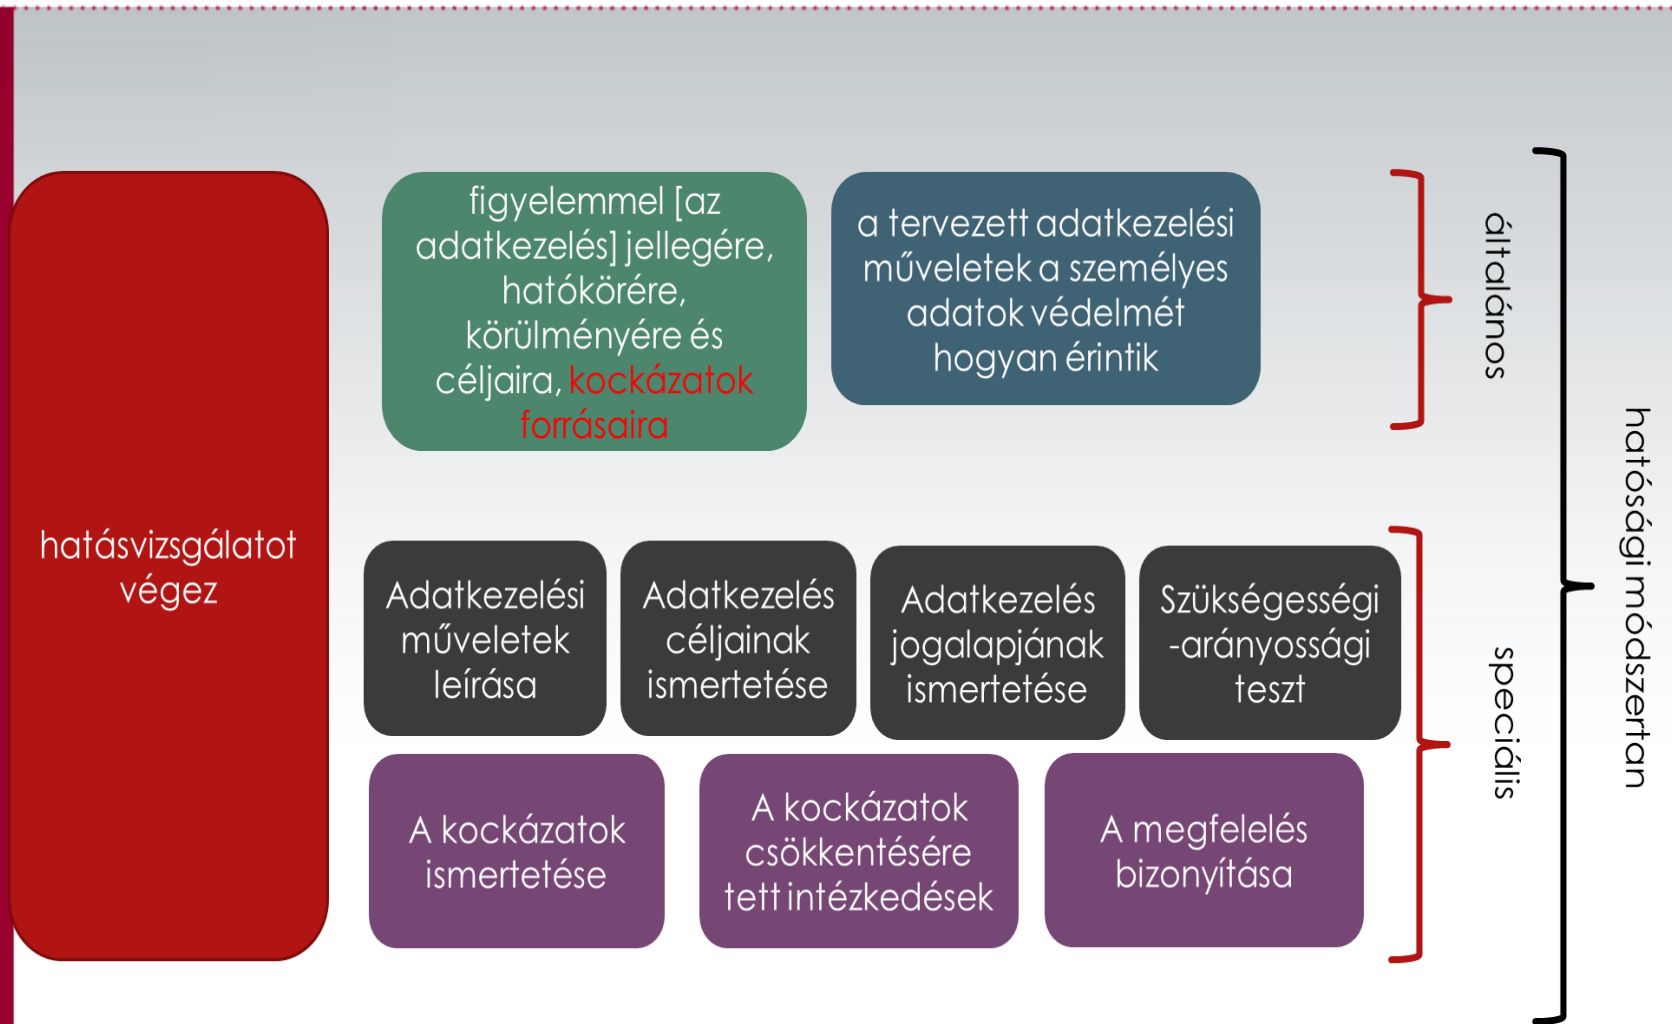 hatásvizsgálatot
végez
figyelemmel [az
adatkezelés] jellegére,
hatókörére,
körülményére és
céljaira, kockázatok
forrásaira
a tervezett adatkezelési
műveletek a személyes
adatok védelmét
hogyan érintik
általános
Adatkezelési
műveletek
leírása
Adatkezelés
céljainak
ismertetése
Adatkezelés
jogalapjának
ismertetése
Szükségességi
-arányossági
teszt
A kockázatok
ismertetése
A kockázatok
csökkentésére
tett intézkedések
A megfelelés
bizonyítása
speciális
hatósági módszertan